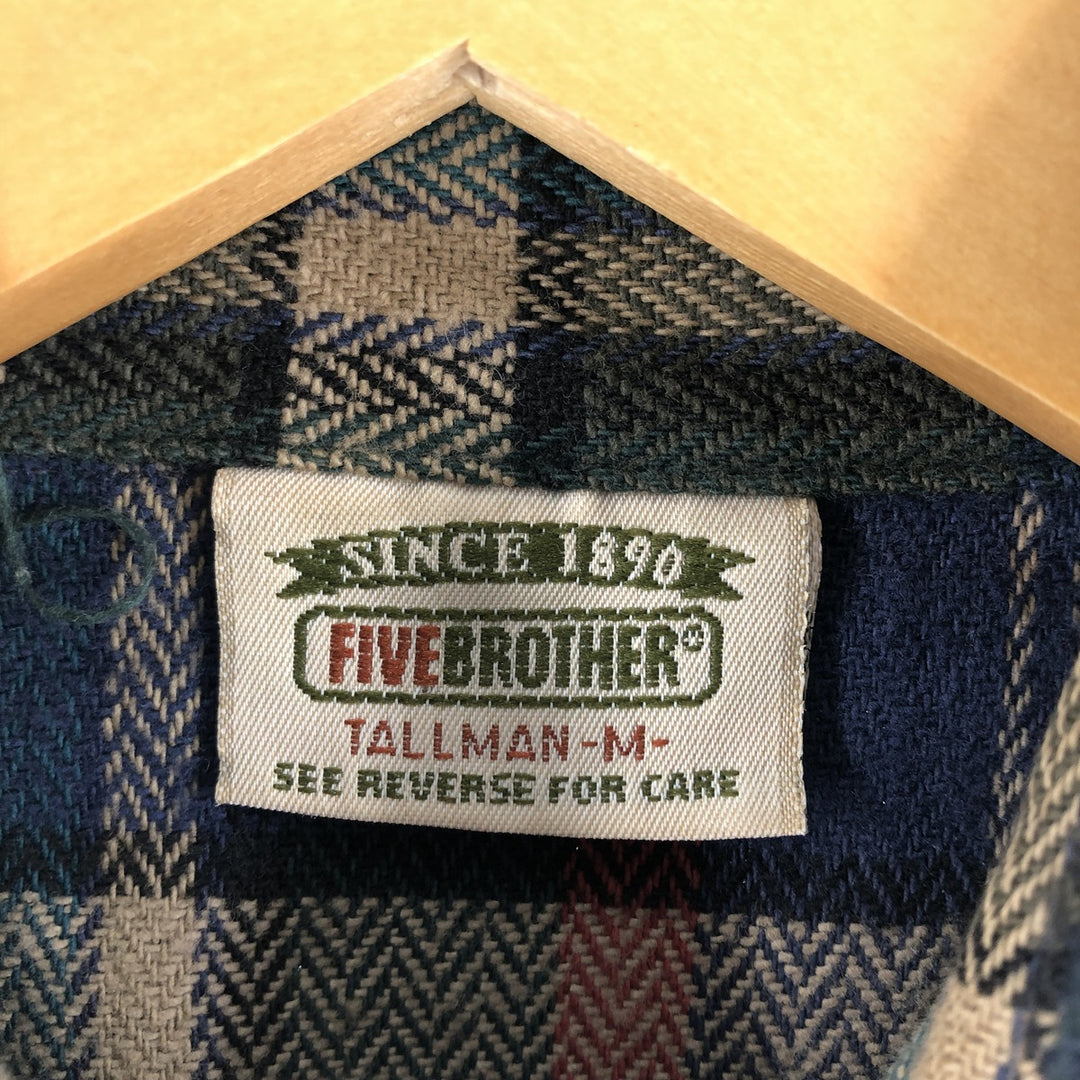 SINCE 1890
FIVEBROTHER®
TALLMAN -M-
SEE REVERSE FOR CARE